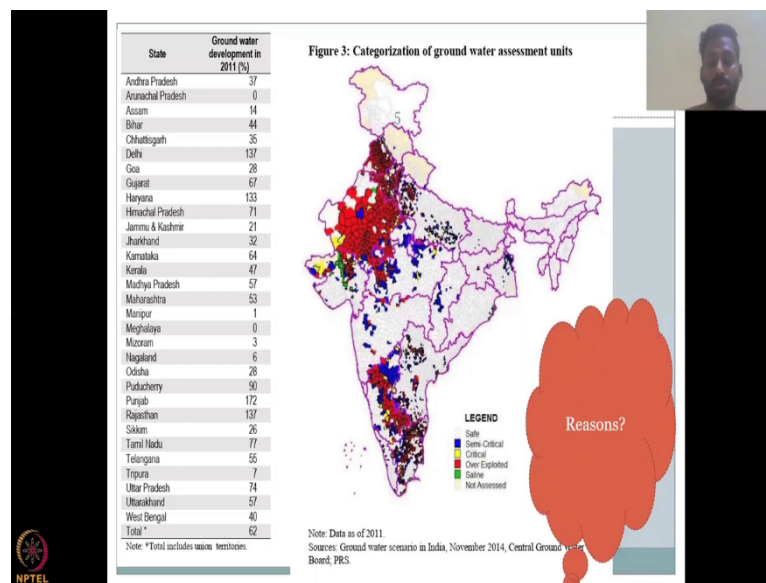 State Ground water development in 2011 (%)
Andhra Pradesh 37
Arunachal Pradesh 0
Assam 14
Bihar 44
Chhattisgarh 35
Delhi 137
Goa 28
Gujarat 67
Haryana 133
Himachal Pradesh 71
Jammu & Kashmir 21
Jharkhand 32
Karnataka 64
Kerala 47
Madhya Pradesh 57
Maharashtra 53
Manipur 1
Meghalaya 0
Mizoram 3
Nagaland 6
Odisha 28
Puducherry 90
Punjab 172
Rajasthan 137
Sikkim 26
Tamil Nadu 77
Telangana 55
Tripura 7
Uttar Pradesh 74
Uttarakhand 57
West Bengal 40
Total * 62
Note: *Total includes union territories.
Figure 3: Categorization of ground water assessment units
5
LEGEND
Safe
Semi-Critical
Critical
Over Exploited
Saline
Not Assessed
Reasons?
Note: Data as of 2011.
Sources: Ground water scenario in India, November 2014, Central Ground Water
Board; PRS.
NPTEL